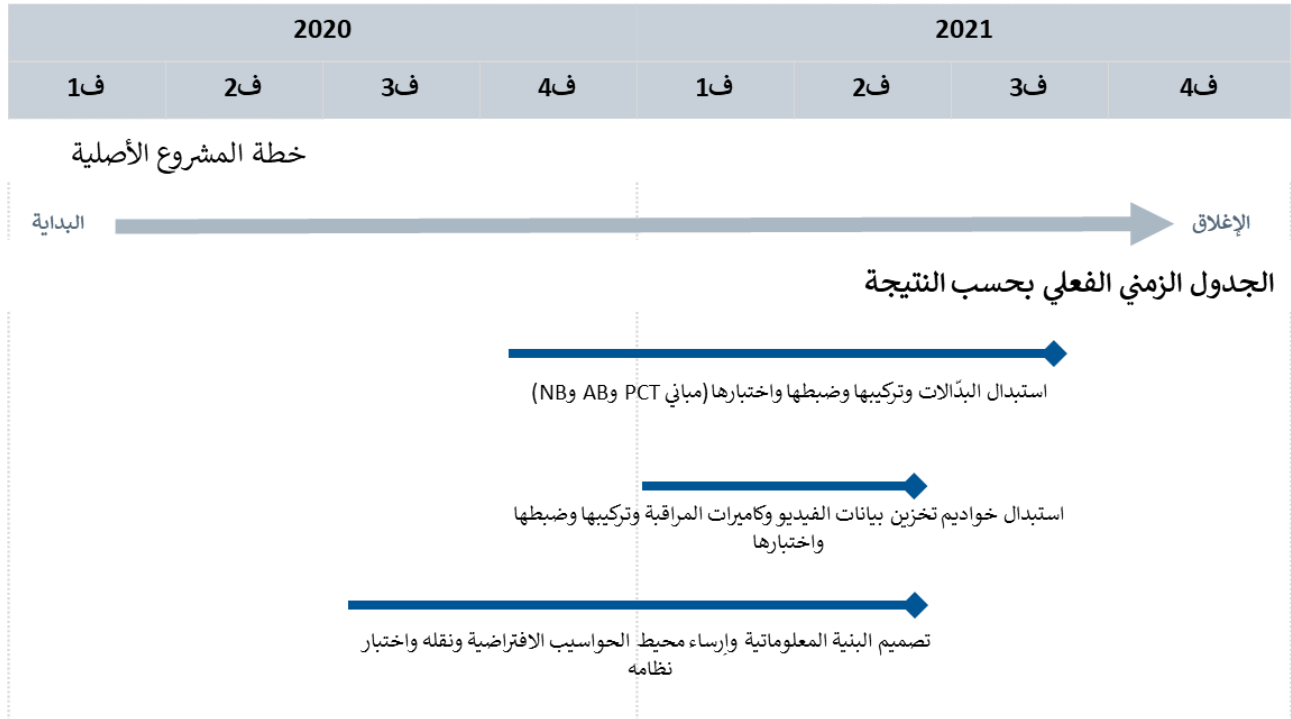 2020
2021
ف1
ف2
ف3
ف4
ف1
ف2
ف3
ف4
خطة المشروع الأصلية
البداية
الإغلاق
الجدول الزمني الفعلي بحسب النتيجة
استبدال البدّالات وتركيبها وضبطها واختبارها (مباني PCT وAB وNB)
استبدال خواديم تخزين بيانات الفيديو وكاميرات المراقبة وتركيبها وضبطها
واختبارها
تصميم البنية المعلوماتية وإرساء محيط الحواسيب الافتراضية ونقله واختبار
نظامه